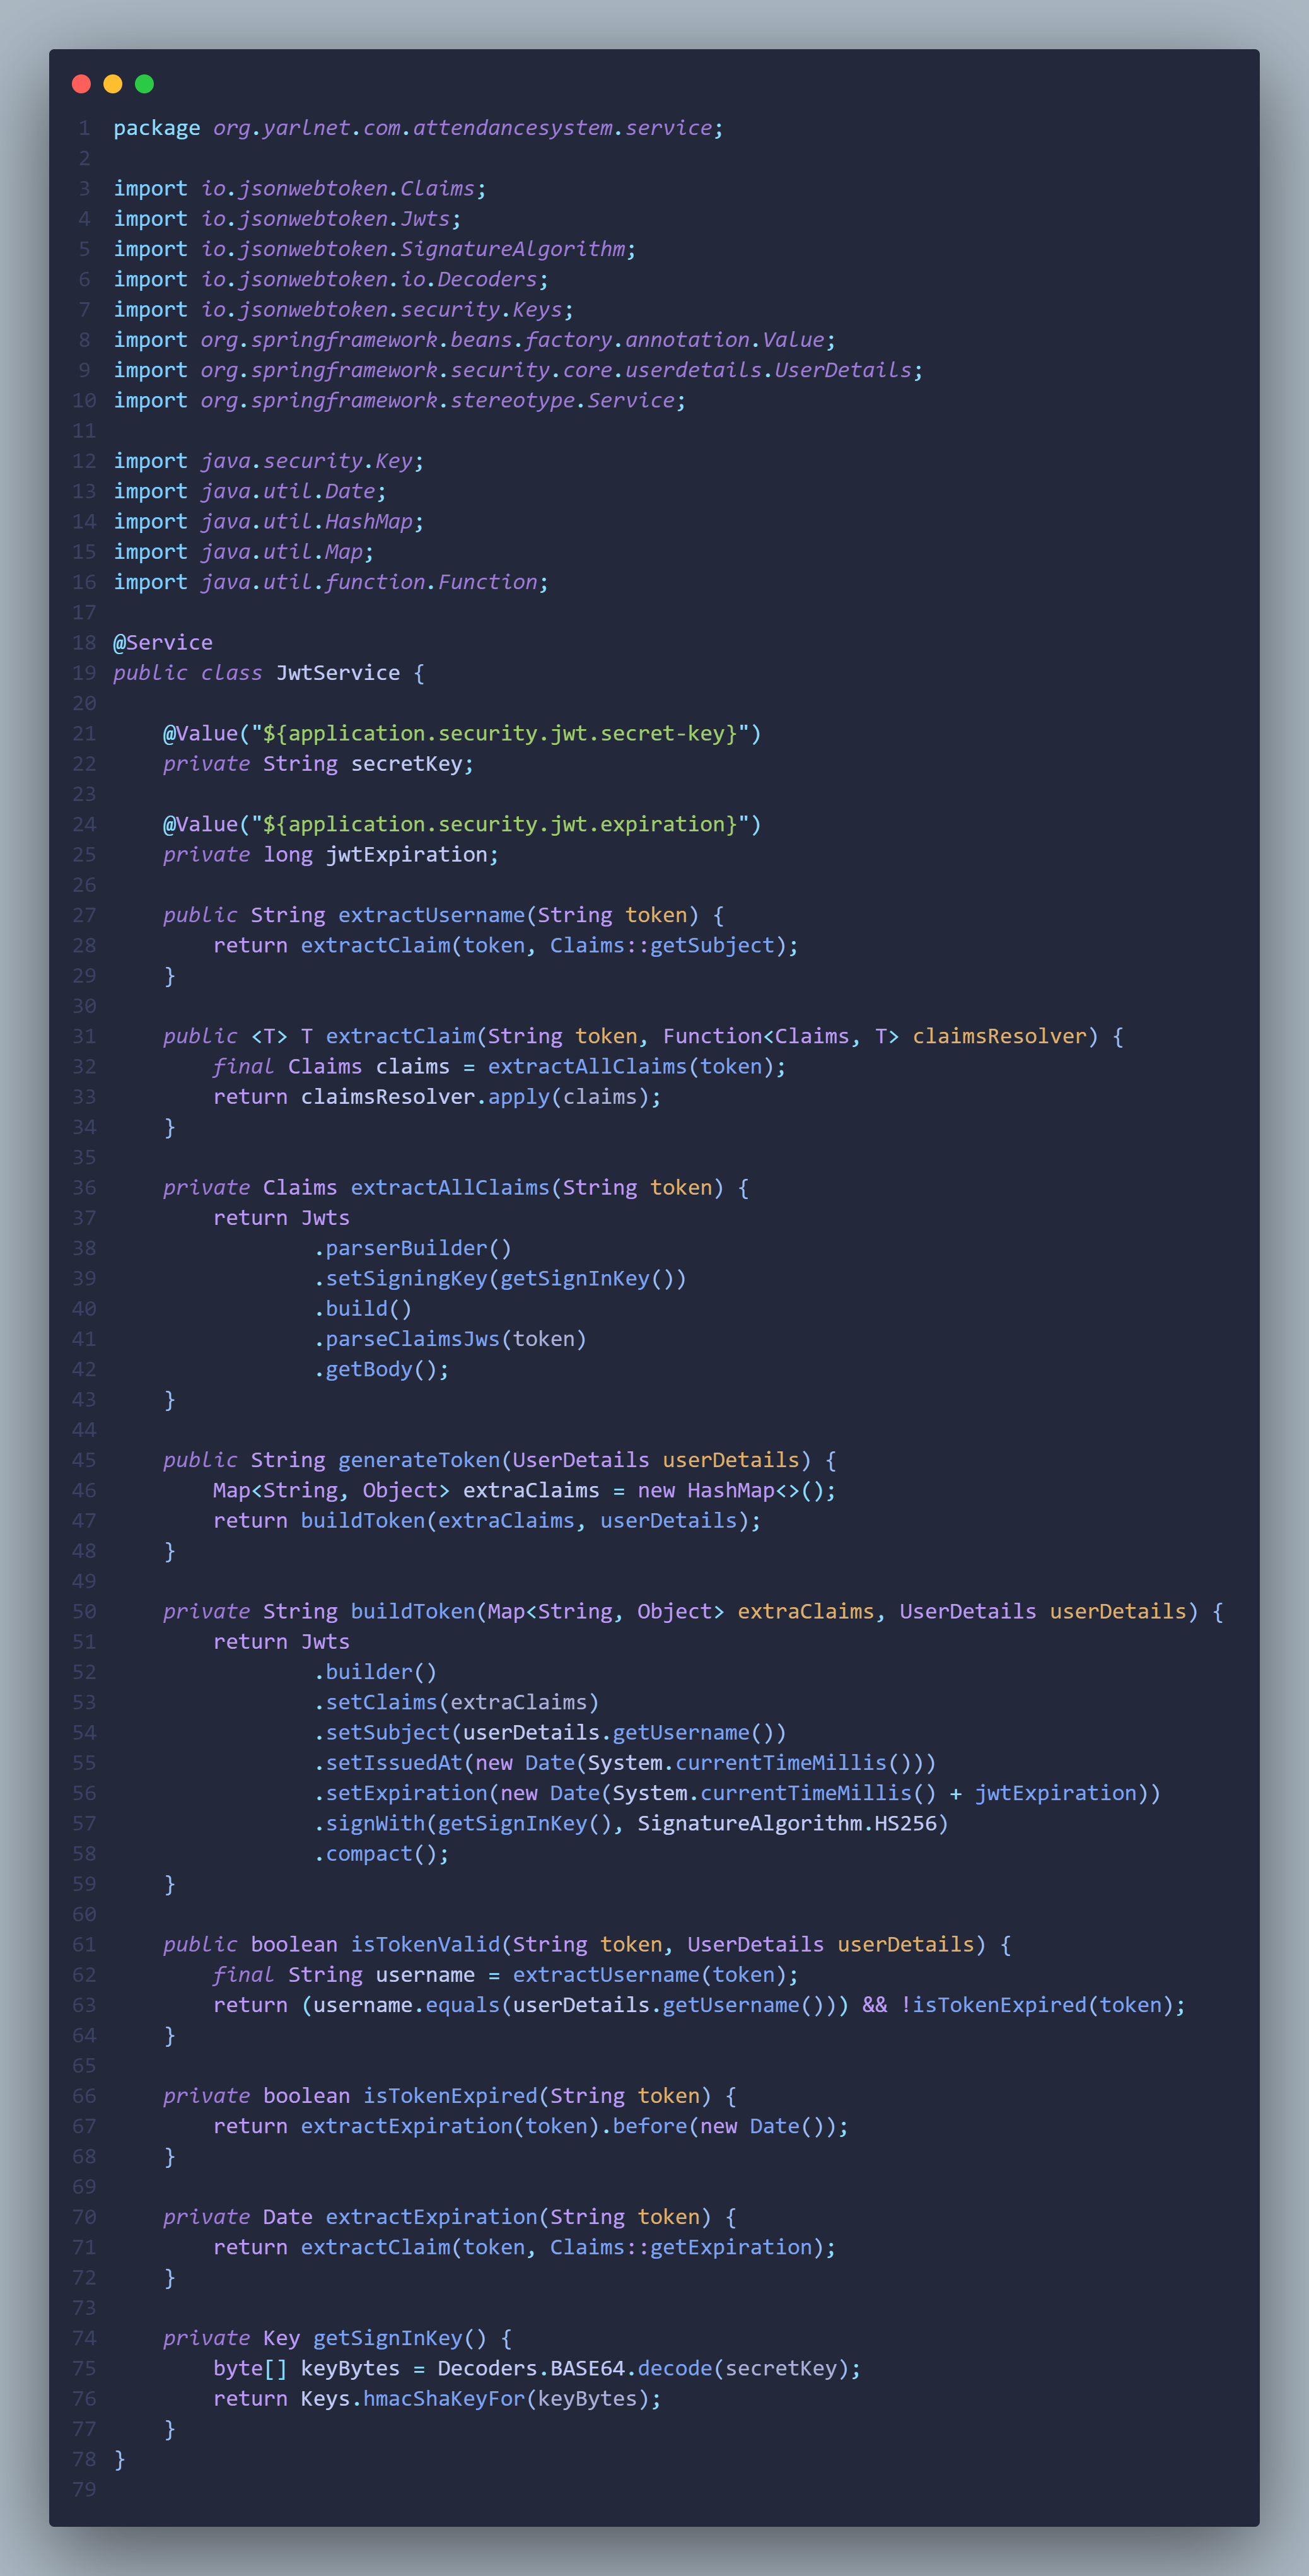 1 package org.yarlnet.com.attendancesystem.service;
2
3 import io.jsonwebtoken.Claims;
4 import io.jsonwebtoken.Jwts;
5 import io.jsonwebtoken.SignatureAlgorithm;
6 import io.jsonwebtoken.io.Decoders;
7 import io.jsonwebtoken.security.Keys;
8 import org.springframework.beans.factory.annotation.Value;
9 import org.springframework.security.core.userdetails.UserDetails;
10 import org.springframework.stereotype.Service;
11
12 import java.security.Key;
13 import java.util.Date;
14 import java.util.HashMap;
15 import java.util.Map;
16 import java.util.function.Function;
17
18 @Service
19 public class JwtService {
20
21     @Value("${application.security.jwt.secret-key}")
22     private String secretKey;
23
24     @Value("${application.security.jwt.expiration}")
25     private long jwtExpiration;
26
27     public String extractUsername(String token) {
28         return extractClaim(token, Claims::getSubject);
29     }
30
31     public <T> T extractClaim(String token, Function<Claims, T> claimsResolver) {
32         final Claims claims = extractAllClaims(token);
33         return claimsResolver.apply(claims);
34     }
35
36     private Claims extractAllClaims(String token) {
37         return Jwts
38                 .parserBuilder()
39                 .setSigningKey(getSignInKey())
40                 .build()
41                 .parseClaimsJws(token)
42                 .getBody();
43     }
44
45     public String generateToken(UserDetails userDetails) {
46         Map<String, Object> extraClaims = new HashMap<>();
47         return buildToken(extraClaims, userDetails);
48     }
49
50     private String buildToken(Map<String, Object> extraClaims, UserDetails userDetails) {
51         return Jwts
52                 .builder()
53                 .setClaims(extraClaims)
54                 .setSubject(userDetails.getUsername())
55                 .setIssuedAt(new Date(System.currentTimeMillis()))
56                 .setExpiration(new Date(System.currentTimeMillis() + jwtExpiration))
57                 .signWith(getSignInKey(), SignatureAlgorithm.HS256)
58                 .compact();
59     }
60
61     public boolean isTokenValid(String token, UserDetails userDetails) {
62         final String username = extractUsername(token);
63         return (username.equals(userDetails.getUsername())) && !isTokenExpired(token);
64     }
65
66     private boolean isTokenExpired(String token) {
67         return extractExpiration(token).before(new Date());
68     }
69
70     private Date extractExpiration(String token) {
71         return extractClaim(token, Claims::getExpiration);
72     }
73
74     private Key getSignInKey() {
75         byte[] keyBytes = Decoders.BASE64.decode(secretKey);
76         return Keys.hmacShaKeyFor(keyBytes);
77     }
78 }
79